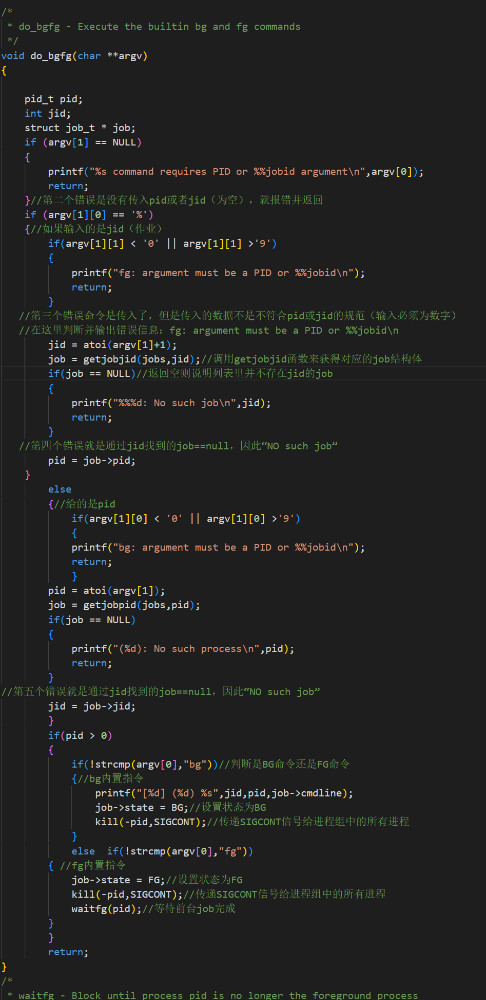 /*
 * do_bgfg - Execute the builtin bg and fg commands
 */
void do_bgfg(char **argv)
{
    pid_t pid;
    int jid;
    struct job_t * job;
    if (argv[1] == NULL)
    {
        printf("%s command requires PID or %%jobid argument\n",argv[0]);
        return;
    }//第二个错误是没有传入pid或者jid（为空），就报错并返回
    if (argv[1][0] == '%')
    {//如果输入的是jid（作业）
        if(argv[1][1] < '0' || argv[1][1] >'9')
        {
            printf("fg: argument must be a PID or %%jobid\n");
            return;
        }
   //第三个错误命令是传入了，但是传入的数据不是不符合pid或jid的规范（输入必须为数字）
   //在这里判断并输出错误信息：fg: argument must be a PID or %%jobid\n
        jid = atoi(argv[1]+1);
        job = getjobjid(jobs,jid);//调用getjobjid函数来获得对应的job结构体
        if(job == NULL)//返回空则说明列表里并不存在jid的job
        {
            printf("%%%d: No such job\n",jid);
            return;
        }
   //第四个错误就是通过jid找到的job==null，因此“NO such job”
        pid = job->pid;
    }
        else
        {//给的是pid
            if(argv[1][0] < '0' || argv[1][0] >'9')
            {
            printf("bg: argument must be a PID or %%jobid\n");
            return;
            }
        pid = atoi(argv[1]);
        job = getjobpid(jobs,pid);
        if(job == NULL)
        {
            printf("(%d): No such process\n",pid);
            return;
        }
//第五个错误就是通过jid找到的job==null，因此“NO such job”
        jid = job->jid;
        }
        if(pid > 0)
        {
            if(!strcmp(argv[0],"bg"))//判断是BG命令还是FG命令
            {//bg内置指令
                printf("[%d] (%d) %s",jid,pid,job->cmdline);
                job->state = BG;//设置状态为BG
                kill(-pid,SIGCONT);//传递SIGCONT信号给进程组中的所有进程
            }
            else  if(!strcmp(argv[0],"fg"))
        { //fg内置指令
            job->state = FG;//设置状态为FG
            kill(-pid,SIGCONT);//传递SIGCONT信号给进程组中的所有进程
            waitfg(pid);//等待前台job完成
        }
        }
        return;
}
/*
 * waitfg - Block until process pid is no longer the foreground process